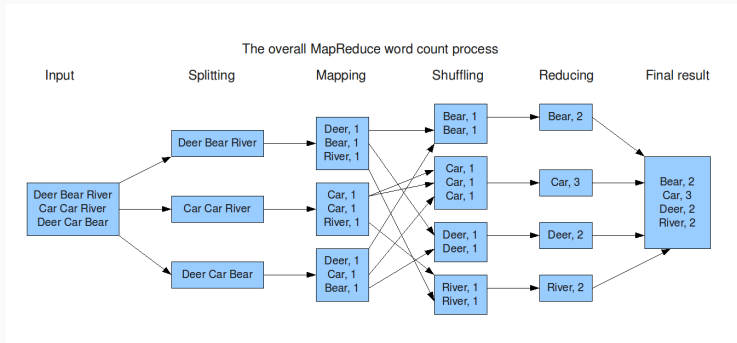 The overall MapReduce word count process
Input
Splitting
Mapping
Shuffling
Reducing
Final result
Deer Bear River
Car Car River
Deer Car Bear
Deer Bear River
Car Car River
Deer Car Bear
Deer, 1
Bear, 1
River, 1
Car, 1
Car, 1
River, 1
Deer, 1
Car, 1
Bear, 1
Bear, 1
Bear, 1
Car, 1
Car, 1
Car, 1
Deer, 1
Deer, 1
River, 1
River, 1
Bear, 2
Car, 3
Deer, 2
River, 2
Bear, 2
Car, 3
Deer, 2
River, 2